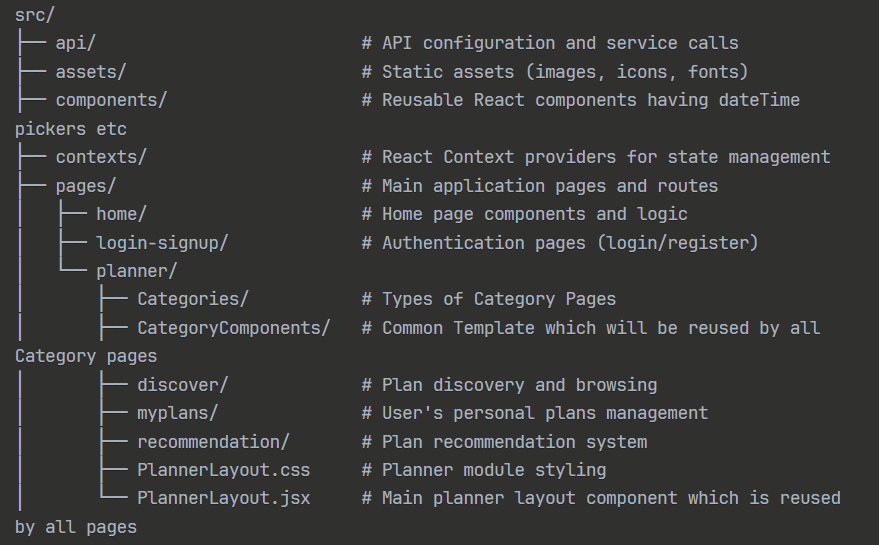 src/
├── api/                          # API configuration and service calls
├── assets/                       # Static assets (images, icons, fonts)
├── components/                   # Reusable React components having dateTime
pickers etc
├── contexts/                     # React Context providers for state management
├── pages/                        # Main application pages and routes
│   ├── home/                     # Home page components and logic
│   ├── login-signup/             # Authentication pages (login/register)
│   └── planner/
│       ├── Categories/           # Types of Category Pages
│       ├── CategoryComponents/   # Common Template which will be reused by all
Category pages
│       ├── discover/             # Plan discovery and browsing
│       ├── myplans/              # User's personal plans management
│       ├── recommendation/       # Plan recommendation system
│       ├── PlannerLayout.css     # Planner module styling
│       └── PlannerLayout.jsx     # Main planner layout component which is reused
by all pages